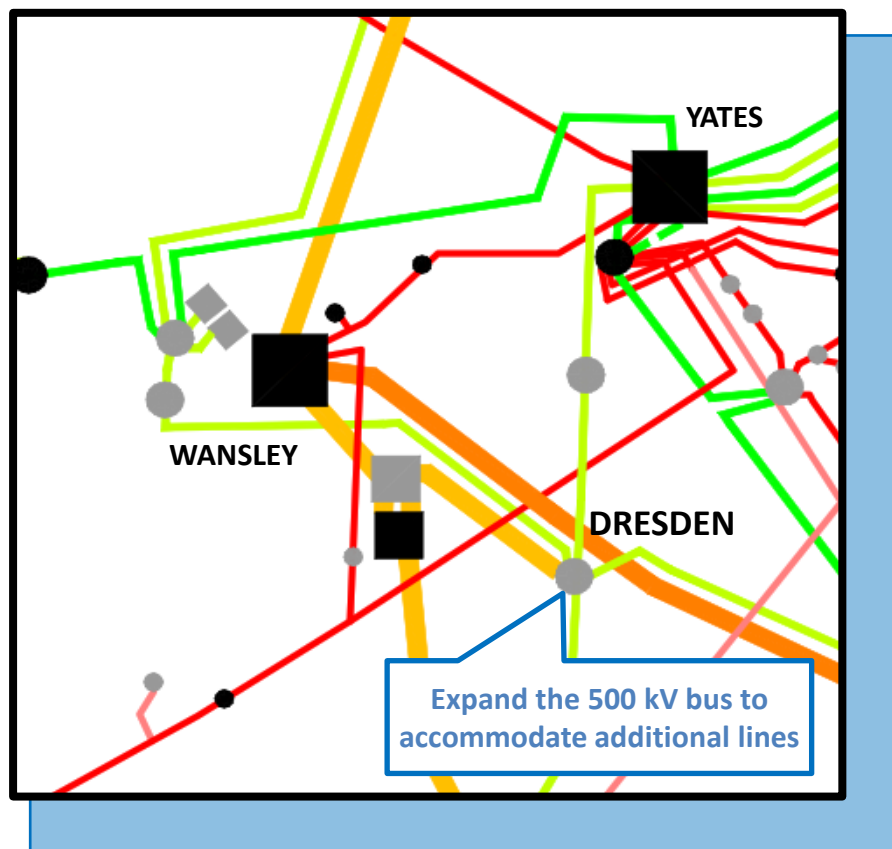 YATES
WANSLEY
DRESDEN
Expand the 500 kV bus to
accommodate additional lines